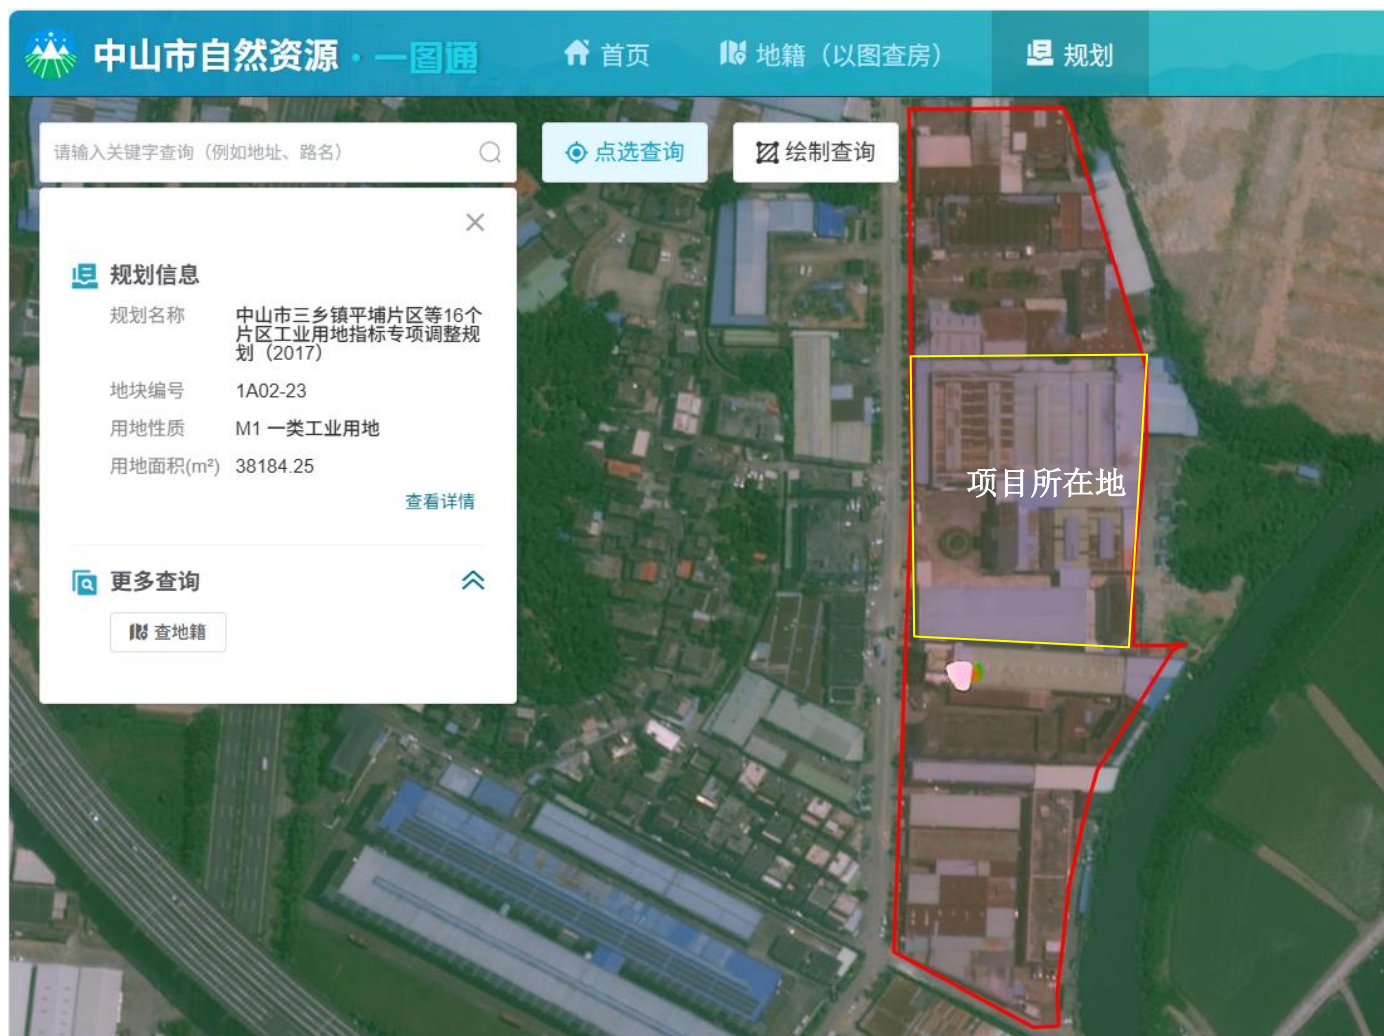 中山市自然资源·一图通
首页
地籍（以图查房）
规划
请输入关键字查询（例如地址、路名）
点选查询
绘制查询
规划信息
规划名称
中山市三乡镇平埔片区等16个
片区工业用地指标专项调整规
划（2017）
地块编号
1A02-23
用地性质
M1 一类工业用地
用地面积(m²)
38184.25
查看详情
更多查询
查地籍
项目所在地